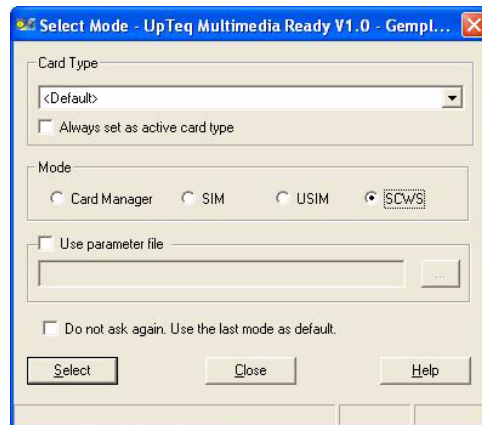 Select Mode - UpTeq Multimedia Ready V1.0 - Gempl...
Card Type
<Default>
Always set as active card type
Mode
Card Manager SIM USIM SCWS
Use parameter file
...
Do not ask again. Use the last mode as default.
Select Close Help